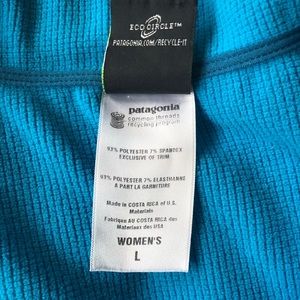 ECO CIRCLE™
PATAGONIA.COM/RECYCLE-IT
patagonia®
common threads
recycling program
93% POLYESTER 7% SPANDEX
EXCLUSIVE OF TRIM
93% POLYESTER 7% ELASTHANNE
A PART LA GARNITURE
Made in COSTA RICA of U.S.
Materials
Fabriqué AU COSTA RICA des
Materiaux des USA
WOMEN'S
L